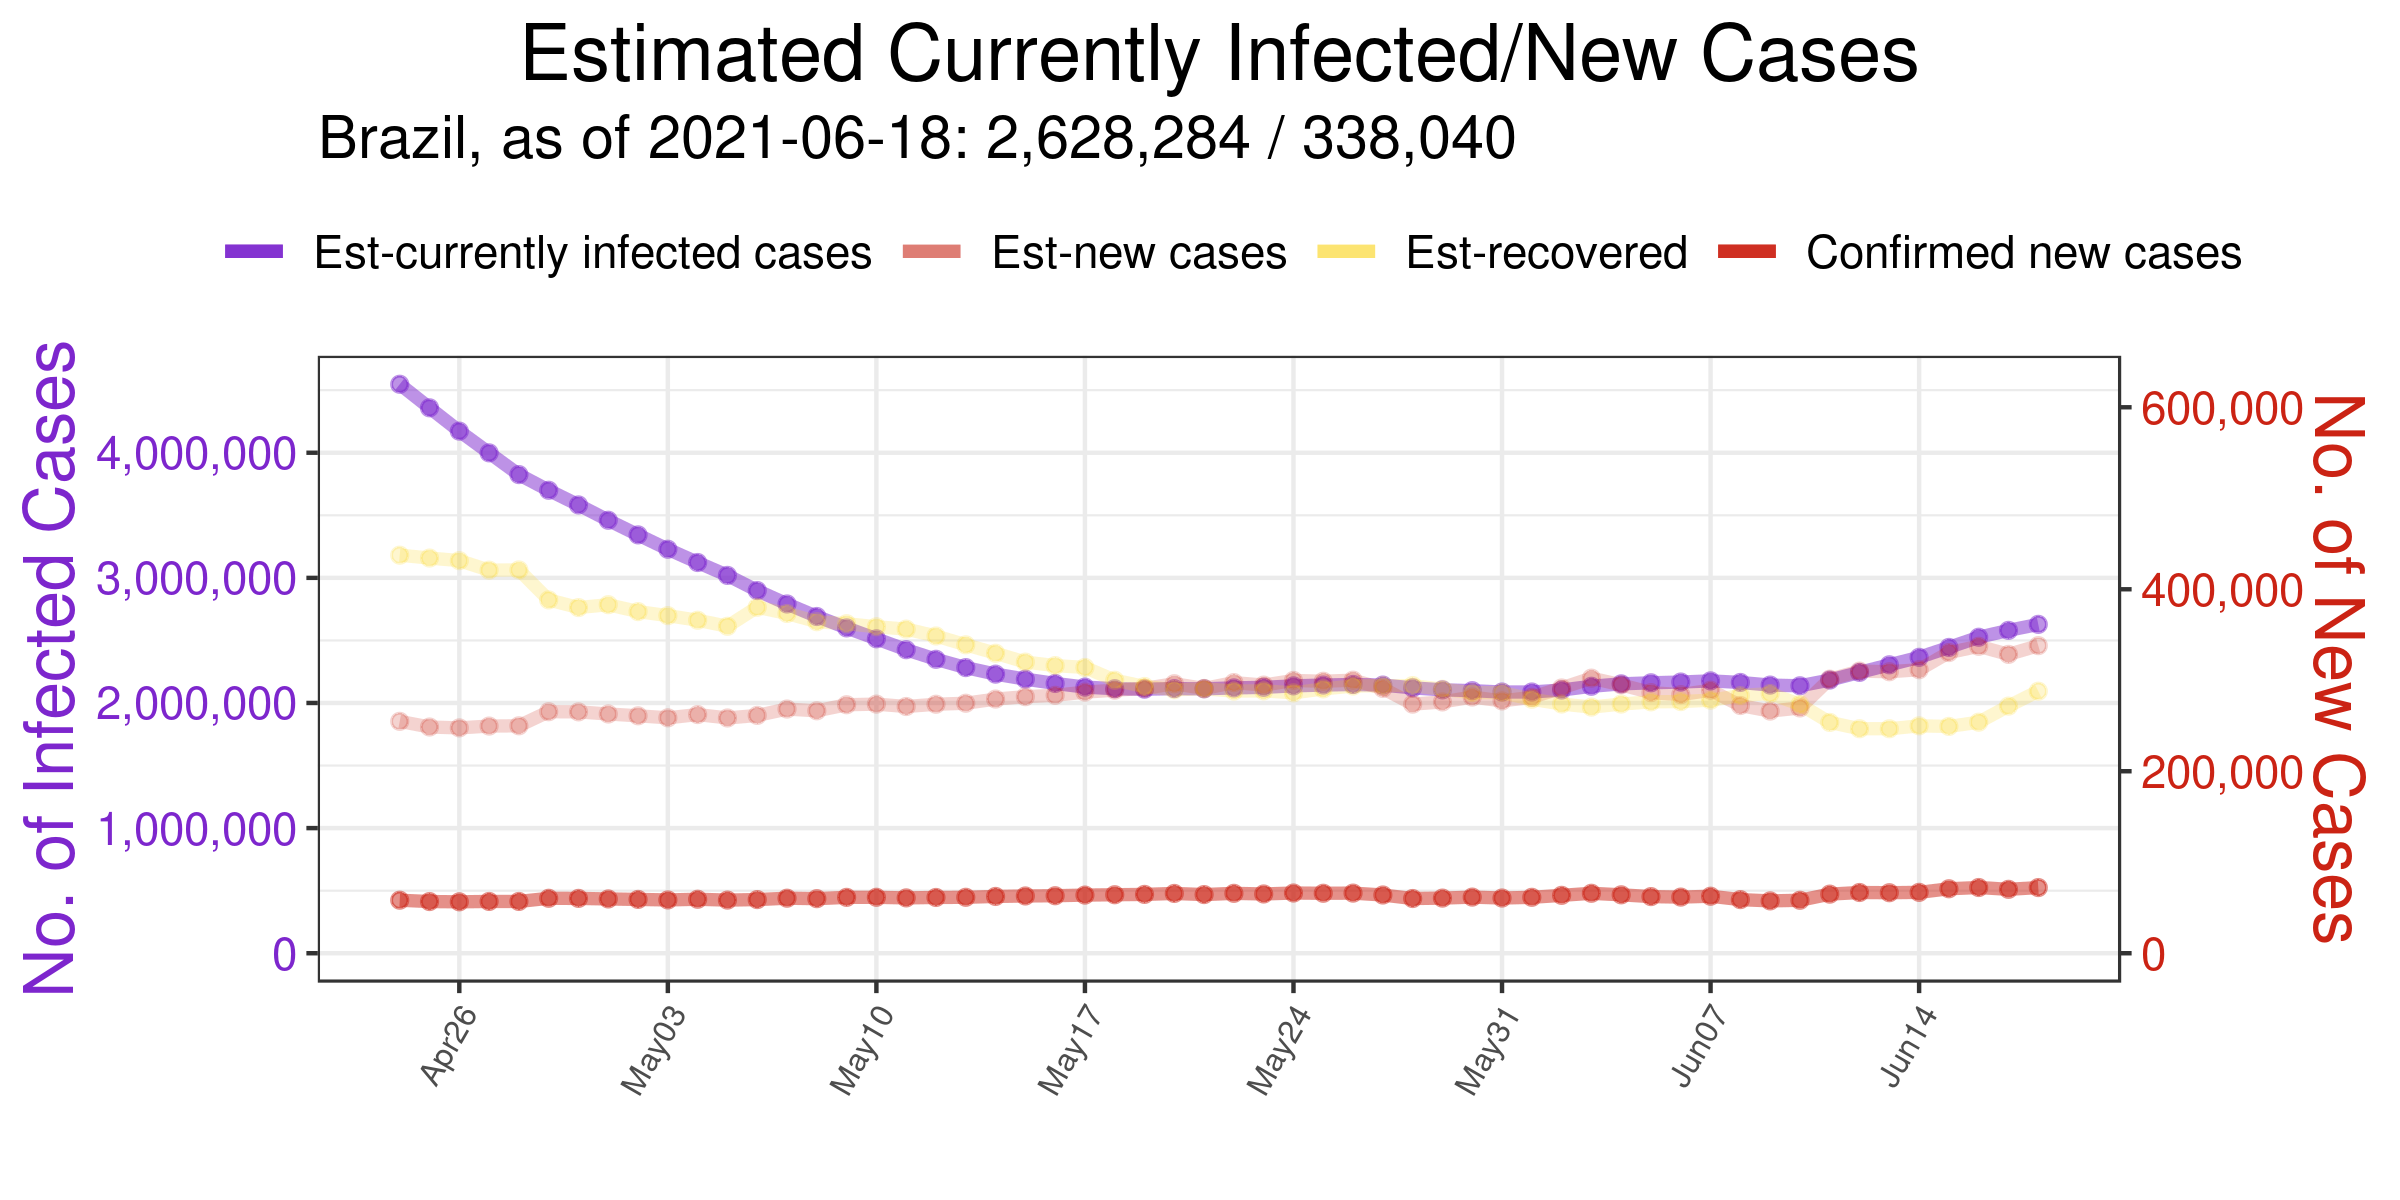 Estimated Currently Infected/New Cases
Brazil, as of 2021-06-18: 2,628,284 / 338,040
Est-currently infected cases Est-new cases Est-recovered Confirmed new cases
No. of Infected Cases
4,000,000
3,000,000
2,000,000
1,000,000
0
600,000
400,000
200,000
0
No. of New Cases
Apr26 May03 May10 May17 May24 May31 Jun07 Jun14